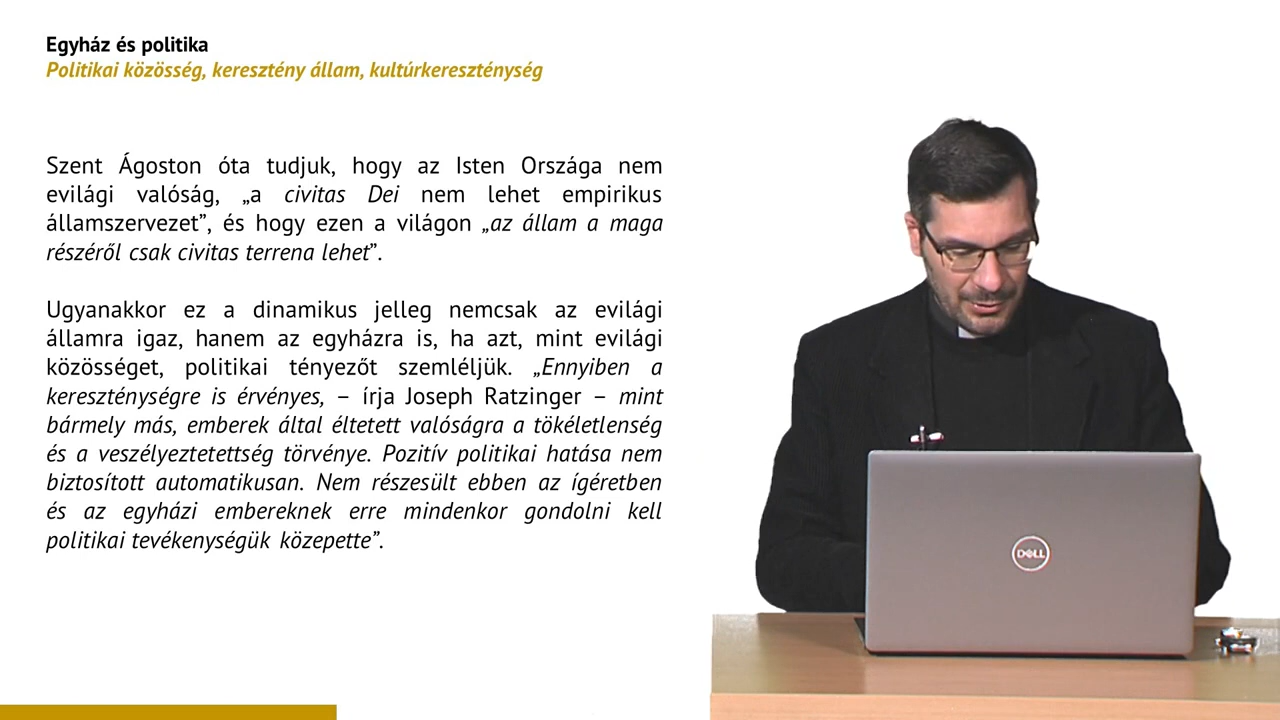 Egyház és politika
Politikai közösség, keresztény állam, kultúrkereszténység
Szent Ágoston óta tudjuk, hogy az Isten Országa nem
evilági valóság, „a civitas Dei nem lehet empirikus
államszervezet”, és hogy ezen a világon „az állam a maga
részéről csak civitas terrena lehet”.
Ugyanakkor ez a dinamikus jelleg nemcsak az evilági
államra igaz, hanem az egyházra is, ha azt, mint evilági
közösséget, politikai tényezőt szemléljük. „Ennyiben a
kereszténységre is érvényes, – írja Joseph Ratzinger – mint
bármely más, emberek által éltetett valóságra a tökéletlenség
és a veszélyeztetettség törvénye. Pozitív politikai hatása nem
biztosított automatikusan. Nem részesült ebben az ígéretben
és az egyházi embereknek erre mindenkor gondolni kell
politikai tevékenységük közepette”.
DELL